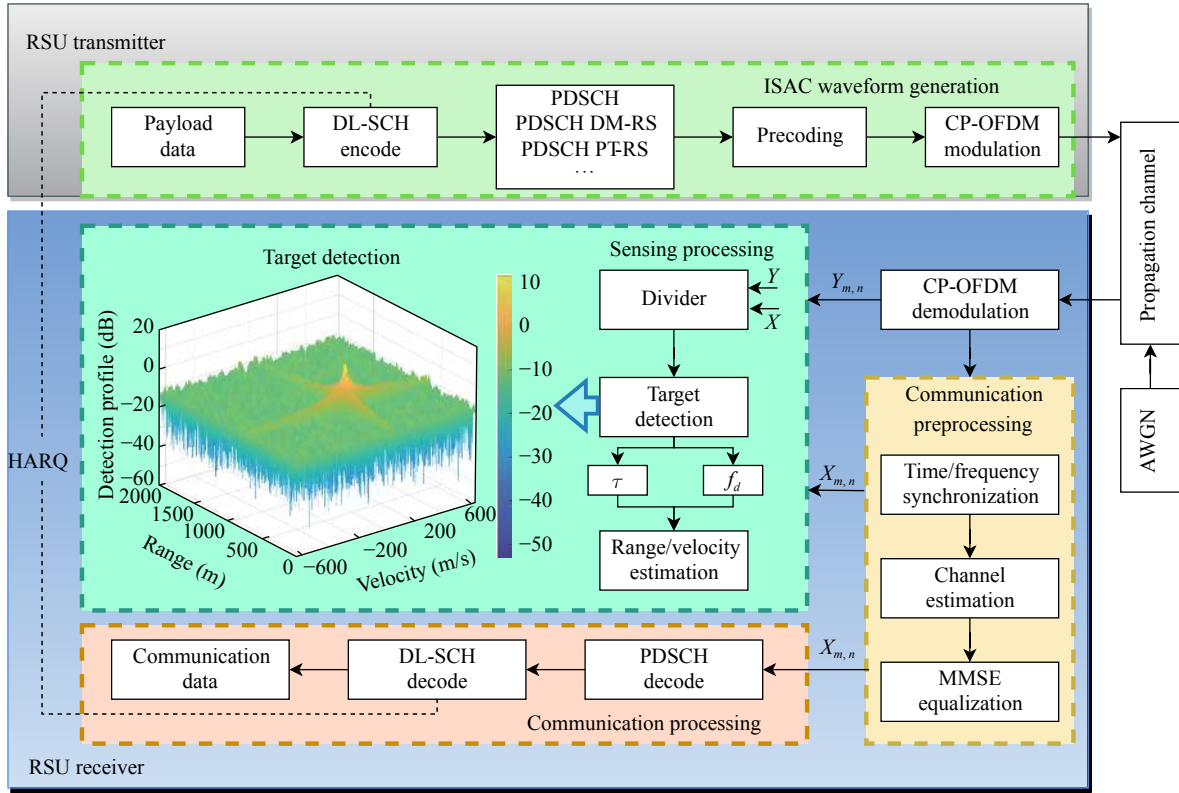 RSU transmitter
ISAC waveform generation
Payload
data
DL-SCH
encode
PDSCH
PDSCH DM-RS
PDSCH PT-RS
…
Precoding
CP-OFDM
modulation
Propagation channel
AWGN
HARQ
Target detection
Detection profile (dB)
20
0
−20
−40
−60
2000
1500
1000
500
0
Range (m)
−600
−200
200
600
Velocity (m/s)
10
0
−10
−20
−30
−40
−50
Sensing processing
Divider
Y
X
Target
detection
τ
f_d
Range/velocity
estimation
Y_{m, n}
CP-OFDM
demodulation
Communication
preprocessing
X_{m, n}
Time/frequency
synchronization
Channel
estimation
MMSE
equalization
X_{m, n}
PDSCH
decode
DL-SCH
decode
Communication
data
Communication processing
RSU receiver